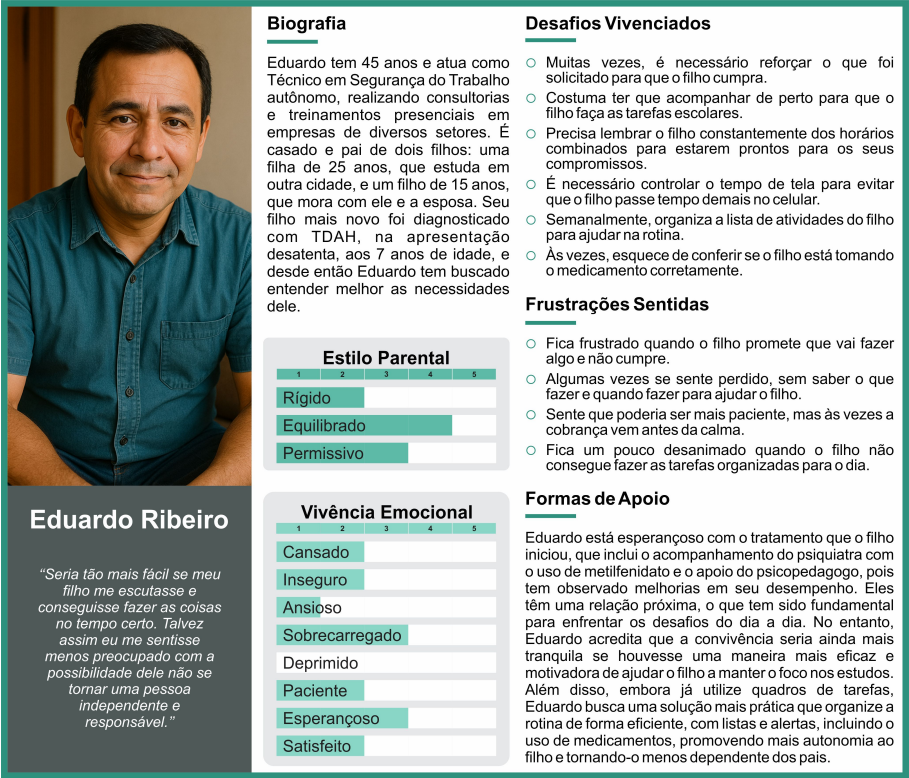 Eduardo Ribeiro
“Seria tão mais fácil se meu
filho me escutasse e
conseguisse fazer as coisas
no tempo certo. Talvez
assim eu me sentisse
menos preocupado com a
possibilidade dele não se
tornar uma pessoa
independente e
responsável.”
Biografia
Eduardo tem 45 anos e atua como
Técnico em Segurança do Trabalho
autônomo, realizando consultorias
e treinamentos presenciais em
empresas de diversos setores. É
casado e pai de dois filhos: uma
filha de 25 anos, que estuda em
outra cidade, e um filho de 15 anos,
que mora com ele e a esposa. Seu
filho mais novo foi diagnosticado
com TDAH, na apresentação
desatenta, aos 7 anos de idade, e
desde então Eduardo tem buscado
entender melhor as necessidades
dele.
Estilo Parental
1 2 3 4 5
Rígido
Equilibrado
Permissivo
Vivência Emocional
1 2 3 4 5
Cansado
Inseguro
Ansioso
Sobrecarregado
Deprimido
Paciente
Esperançoso
Satisfeito
Desafios Vivenciados
Muitas vezes, é necessário reforçar o que foi
solicitado para que o filho cumpra.
Costuma ter que acompanhar de perto para que o
filho faça as tarefas escolares.
Precisa lembrar o filho constantemente dos horários
combinados para estarem prontos para os seus
compromissos.
É necessário controlar o tempo de tela para evitar
que o filho passe tempo demais no celular.
Semanalmente, organiza a lista de atividades do filho
para ajudar na rotina.
Às vezes, esquece de conferir se o filho está tomando
o medicamento corretamente.
Frustrações Sentidas
Fica frustrado quando o filho promete que vai fazer
algo e não cumpre.
Algumas vezes se sente perdido, sem saber o que
fazer e quando fazer para ajudar o filho.
Sente que poderia ser mais paciente, mas às vezes a
cobrança vem antes da calma.
Fica um pouco desanimado quando o filho não
consegue fazer as tarefas organizadas para o dia.
Formas de Apoio
Eduardo está esperançoso com o tratamento que o filho
iniciou, que inclui o acompanhamento do psiquiatra com
o uso de metilfenidato e o apoio do psicopedagogo, pois
tem observado melhorias em seu desempenho. Eles
têm uma relação próxima, o que tem sido fundamental
para enfrentar os desafios do dia a dia. No entanto,
Eduardo acredita que a convivência seria ainda mais
tranquila se houvesse uma maneira mais eficaz e
motivadora de ajudar o filho a manter o foco nos estudos.
Além disso, embora já utilize quadros de tarefas,
Eduardo busca uma solução mais prática que organize a
rotina de forma eficiente, com listas e alertas, incluindo o
uso de medicamentos, promovendo mais autonomia ao
filho e tornando-o menos dependente dos pais.